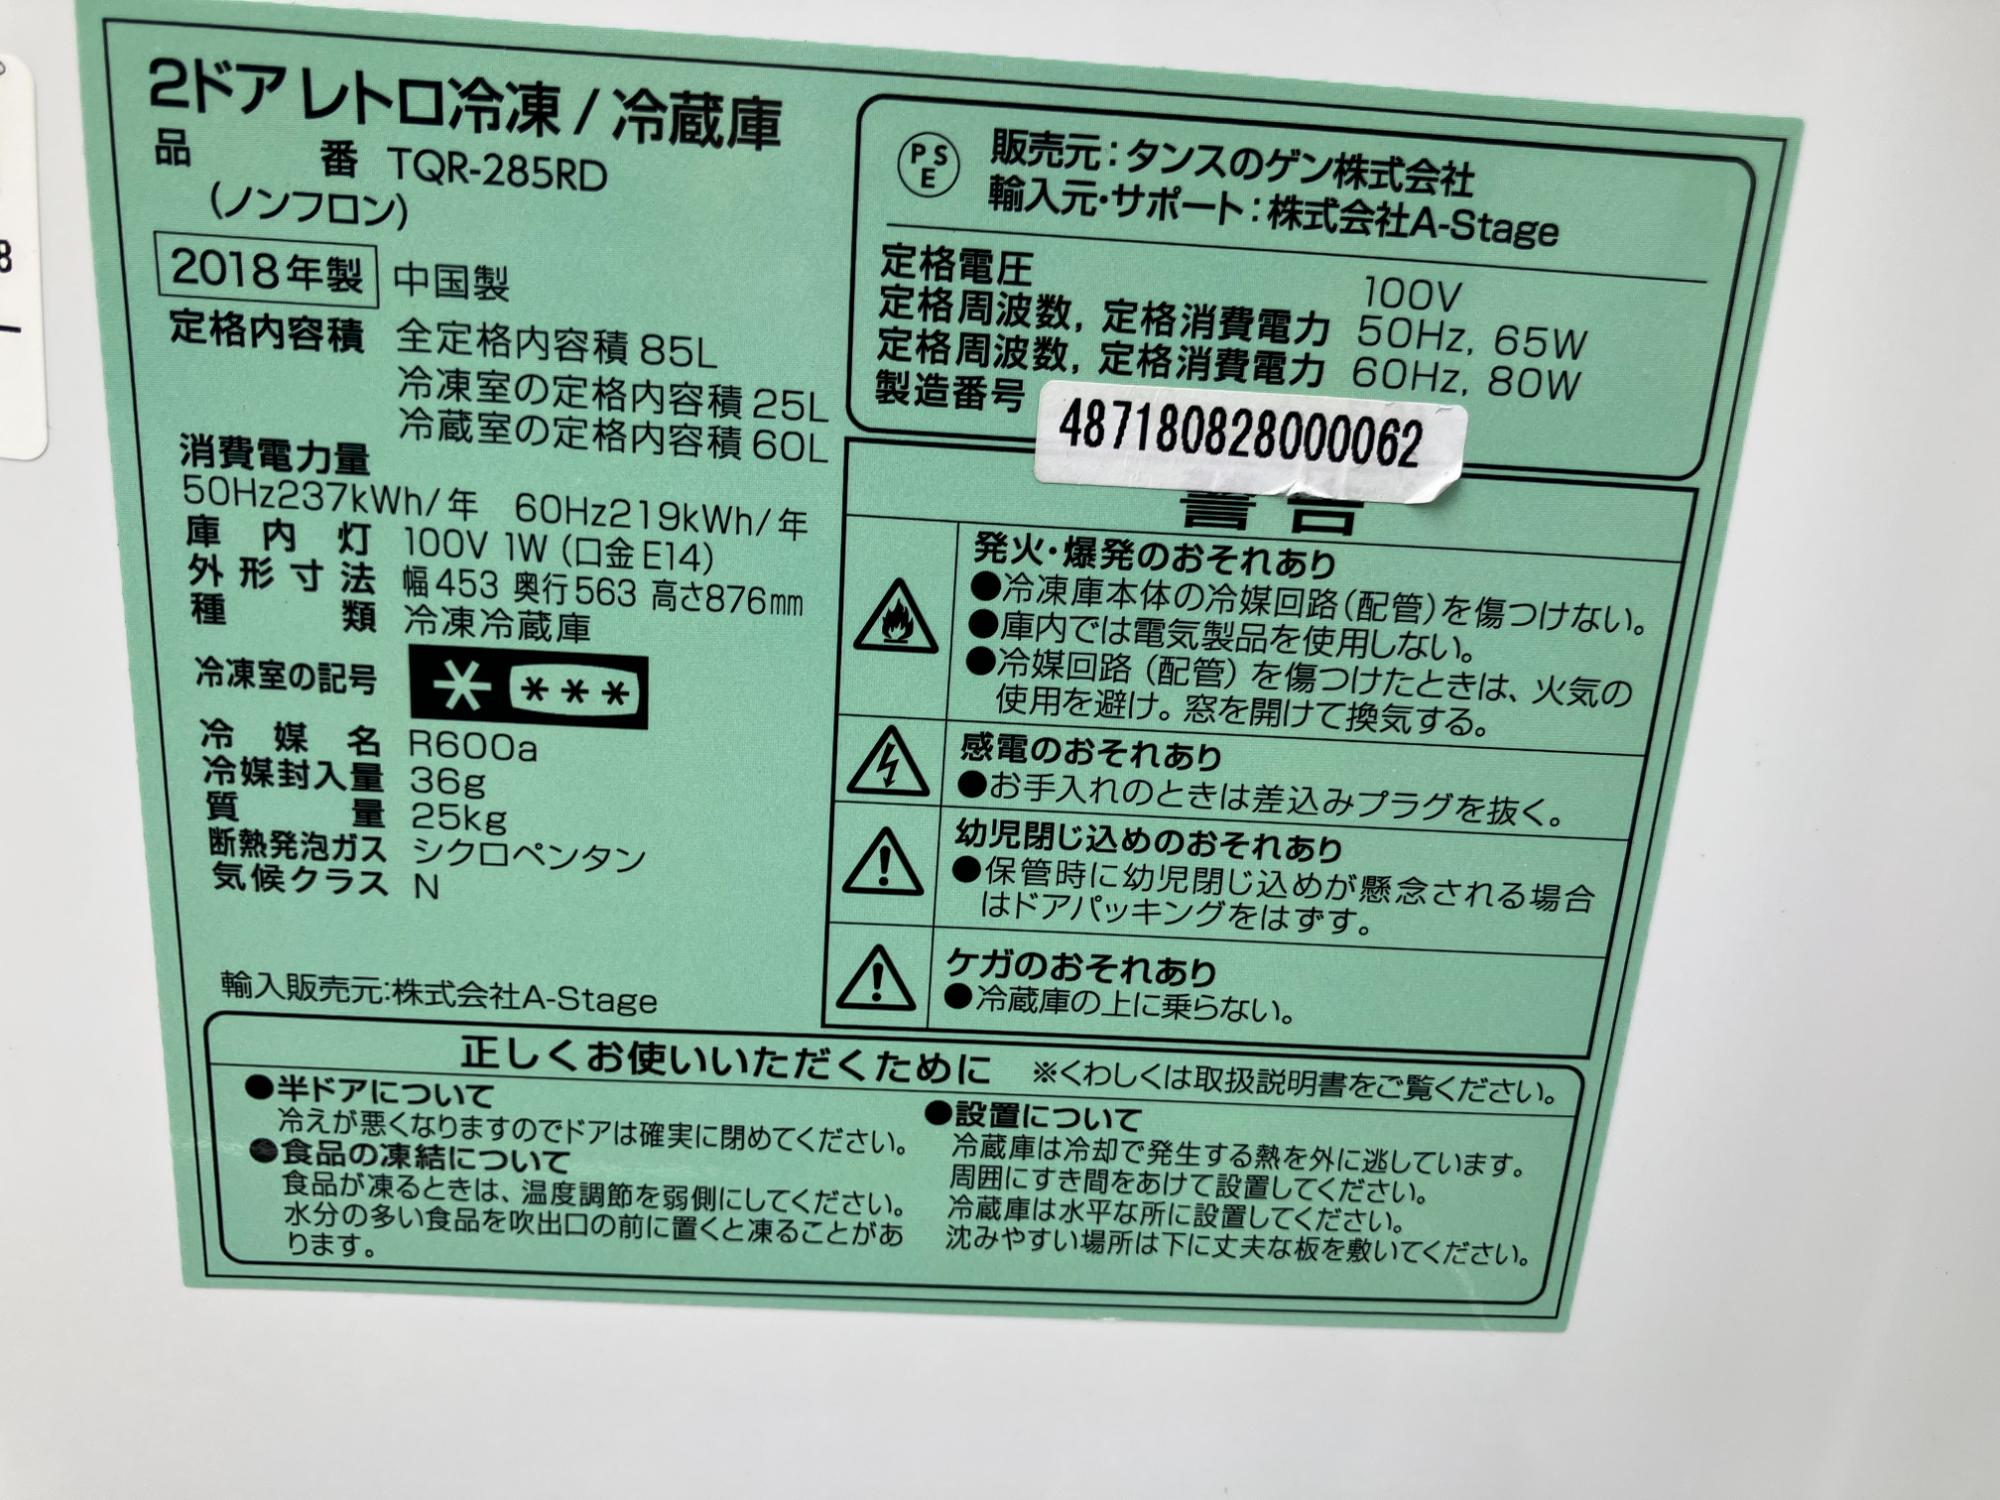 2ドアレトロ冷凍/冷蔵庫
品番 TQR-285RD
(ノンフロン)
2018年製 中国製
定格内容積 全定格内容積 85L
冷凍室の定格内容積 25L
冷蔵室の定格内容積 60L
消費電力量
50Hz237kWh/年 60Hz219kWh/年
庫内灯 100V 1W (口金E14)
外形寸法 幅453 奥行563 高さ876mm
種類 冷凍冷蔵庫
冷凍室の記号 * ***
冷媒名 R600a
冷媒封入量 36g
質量 25kg
断熱発泡ガス シクロペンタン
気候クラス N
輸入販売元:株式会社A-Stage
PSE
販売元:タンスのゲン株式会社
輸入元・サポート:株式会社A-Stage
定格電圧 100V
定格周波数, 定格消費電力 50Hz, 65W
定格周波数, 定格消費電力 60Hz, 80W
製造番号 487180828000062
警告
発火・爆発のおそれあり
●冷凍庫本体の冷媒回路(配管)を傷つけない。
●庫内では電気製品を使用しない。
●冷媒回路(配管)を傷つけたときは、火気の
使用を避け。窓を開けて換気する。
感電のおそれあり
●お手入れのときは差込みプラグを抜く。
幼児閉じ込めのおそれあり
●保管時に幼児閉じ込めが懸念される場合
はドアパッキングをはずす。
ケガのおそれあり
●冷蔵庫の上に乗らない。
正しくお使いいただくために ※くわしくは取扱説明書をご覧ください。
●半ドアについて
冷えが悪くなりますのでドアは確実に閉めてください。
●食品の凍結について
食品が凍るときは、温度調節を弱側にしてください。
水分の多い食品を吹出口の前に置くと凍ることがあ
ります。
●設置について
冷蔵庫は冷却で発生する熱を外に逃しています。
周囲にすき間をあけて設置してください。
冷蔵庫は水平な所に設置してください。
沈みやすい場所は下に丈夫な板を敷いてください。
8